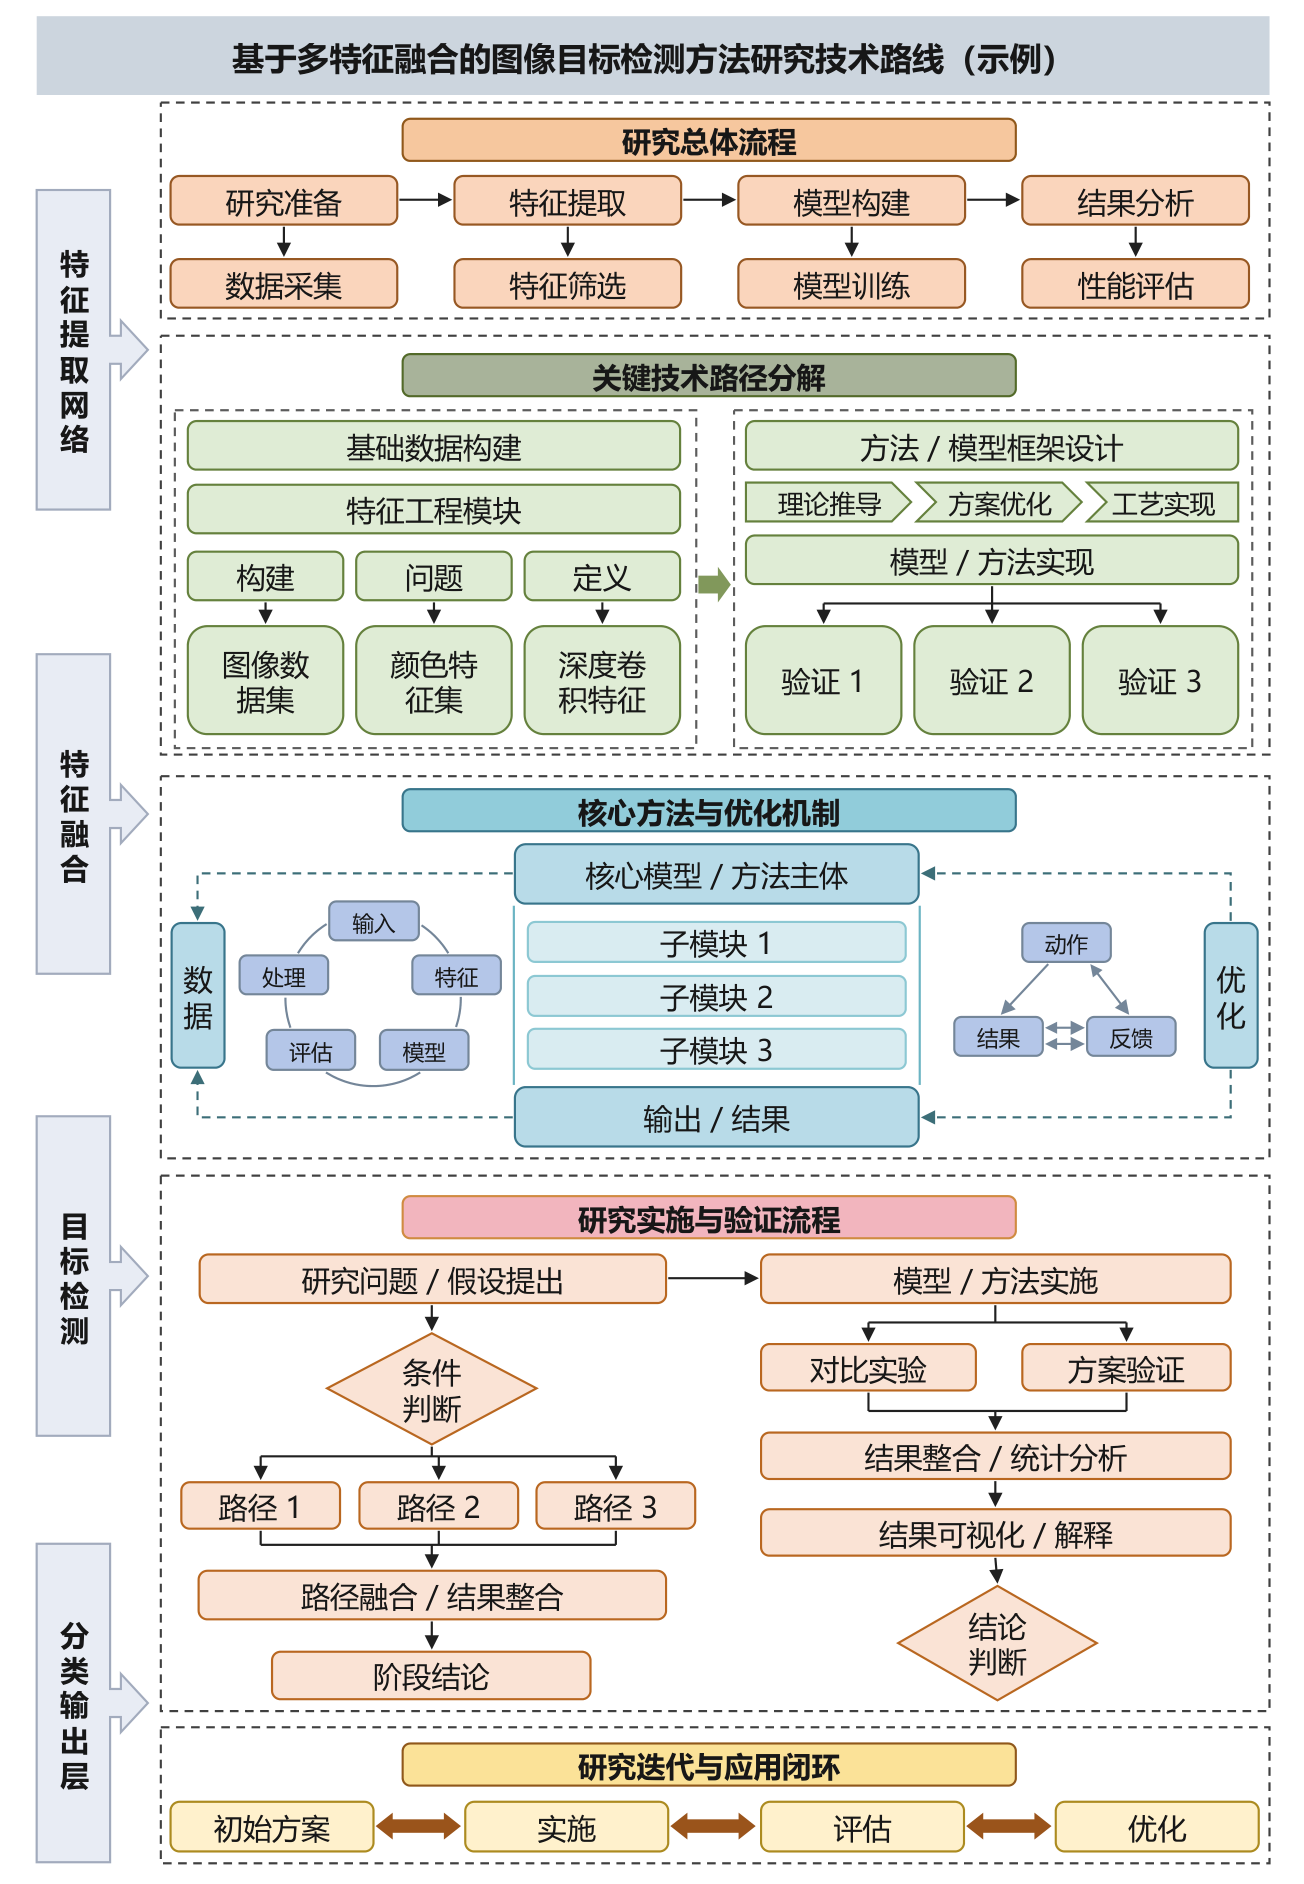 基于多特征融合的图像目标检测方法研究技术路线（示例）
特征提取网络
特征融合
目标检测
分类输出层
研究总体流程
研究准备
特征提取
模型构建
结果分析
数据采集
特征筛选
模型训练
性能评估
关键技术路径分解
基础数据构建
特征工程模块
构建
问题
定义
图像数
据集
颜色特
征集
深度卷
积特征
方法 / 模型框架设计
理论推导
方案优化
工艺实现
模型 / 方法实现
验证 1
验证 2
验证 3
核心方法与优化机制
核心模型 / 方法主体
数
据
输入
处理
特征
评估
模型
子模块 1
子模块 2
子模块 3
输出 / 结果
动作
结果
反馈
优
化
研究实施与验证流程
研究问题 / 假设提出
条件
判断
路径 1
路径 2
路径 3
路径融合 / 结果整合
阶段结论
模型 / 方法实施
对比实验
方案验证
结果整合 / 统计分析
结果可视化 / 解释
结论
判断
研究迭代与应用闭环
初始方案
实施
评估
优化